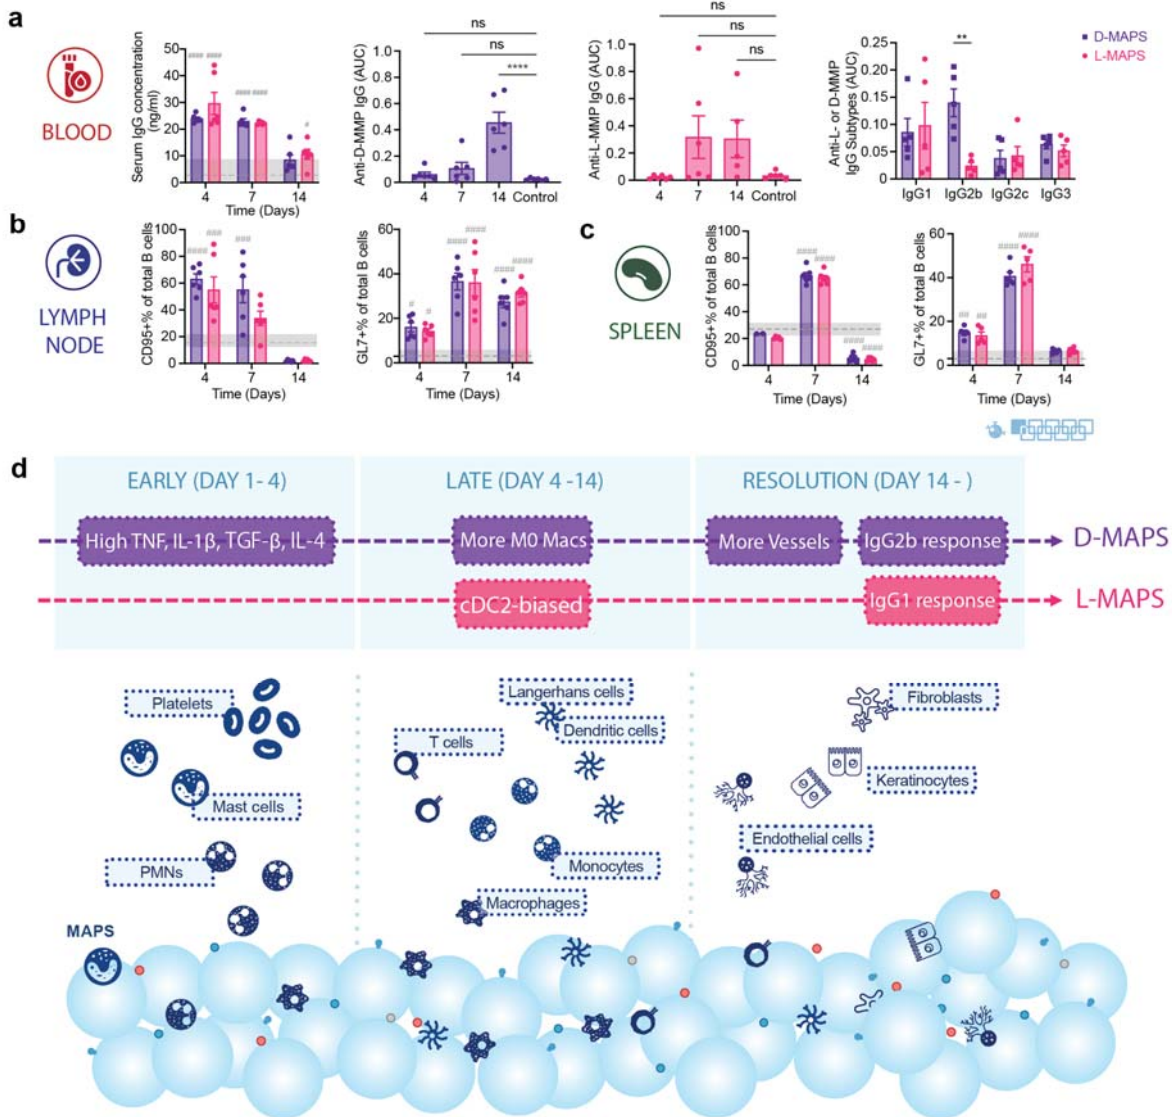 a
BLOOD
Serum IgG concentration
(ng/ml)
50
40
30
20
10
0
#### ####
#### ####
#
4 7 14
Time (Days)
Anti-D-MMP IgG (AUC)
1.0
0.8
0.6
0.4
0.2
0
ns
ns
****
4 7 14 Control
Anti-L-MMP IgG (AUC)
1.0
0.8
0.6
0.4
0.2
0
ns
ns
ns
4 7 14 Control
Anti-L- or D-MMP
IgG Subtypes (AUC)
0.20
0.15
0.10
0.05
0
**
IgG1 IgG2b IgG2c IgG3
D-MAPS
L-MAPS
b
LYMPH
NODE
CD95+% of total B cells
100
80
60
40
20
0
#### ###
###
4 7 14
Time (Days)
GL7+% of total B cells
60
40
20
0
# #
#### ####
#### ####
4 7 14
Time (Days)
c
SPLEEN
CD95+% of total B cells
100
80
60
40
20
0
#### ####
#### ####
4 7 14
Time (Days)
GL7+% of total B cells
60
40
20
0
## ##
#### ####
4 7 14
Time (Days)
d
EARLY (DAY 1- 4)
LATE (DAY 4 -14)
RESOLUTION (DAY 14 - )
High TNF, IL-1β, TGF-β, IL-4
More M0 Macs
More Vessels
IgG2b response
D-MAPS
cDC2-biased
IgG1 response
L-MAPS
Platelets
Mast cells
PMNs
Langerhans cells
Dendritic cells
T cells
Monocytes
Macrophages
Fibroblasts
Keratinocytes
Endothelial cells
MAPS